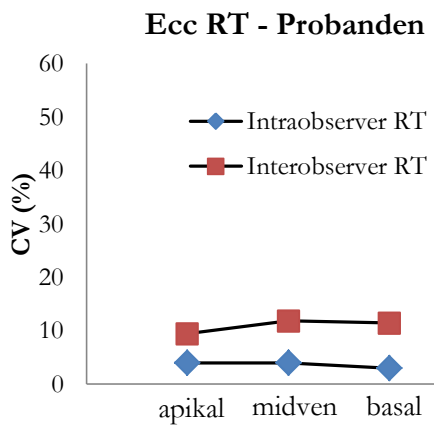 Ecc RT - Probanden
60
50
40
30
20
10
0
CV (%)
Intraobserver RT
Interobserver RT
apikal midven basal